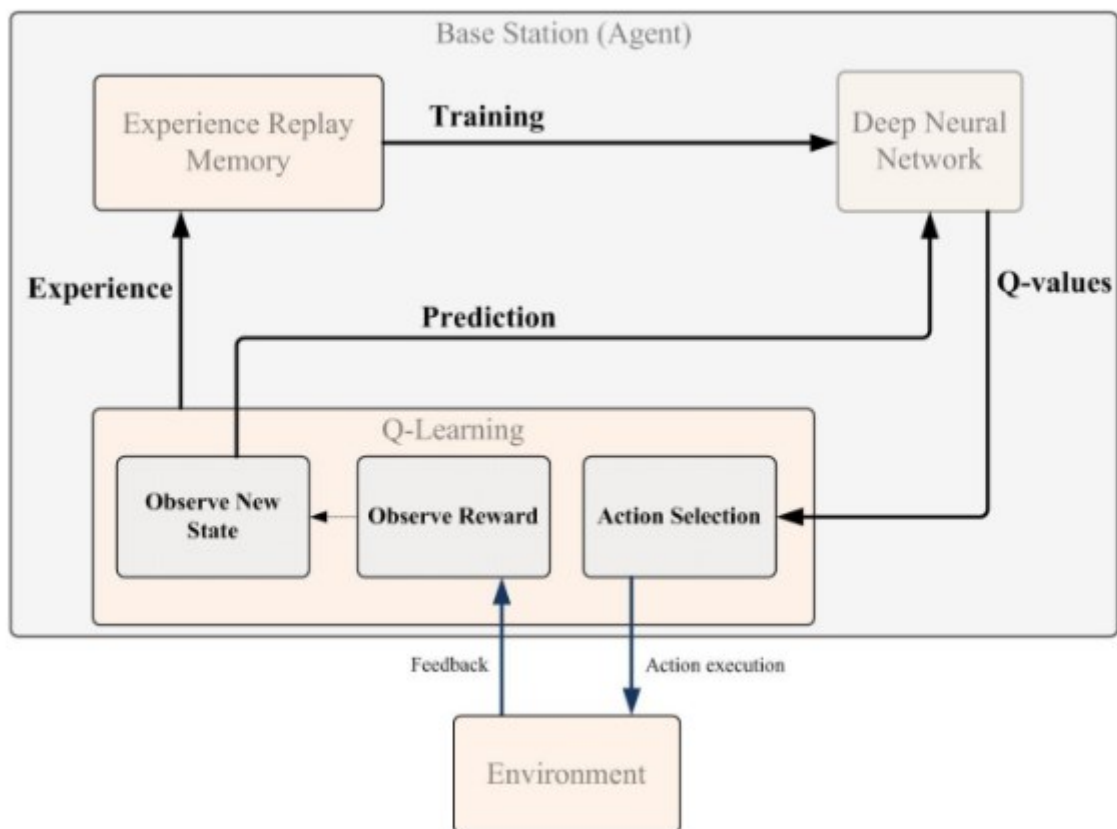 Base Station (Agent)
Experience Replay
Memory
Training
Deep Neural
Network
Experience
Prediction
Q-values
Q-Learning
Observe New
State
Observe Reward
Action Selection
Feedback
Action execution
Environment